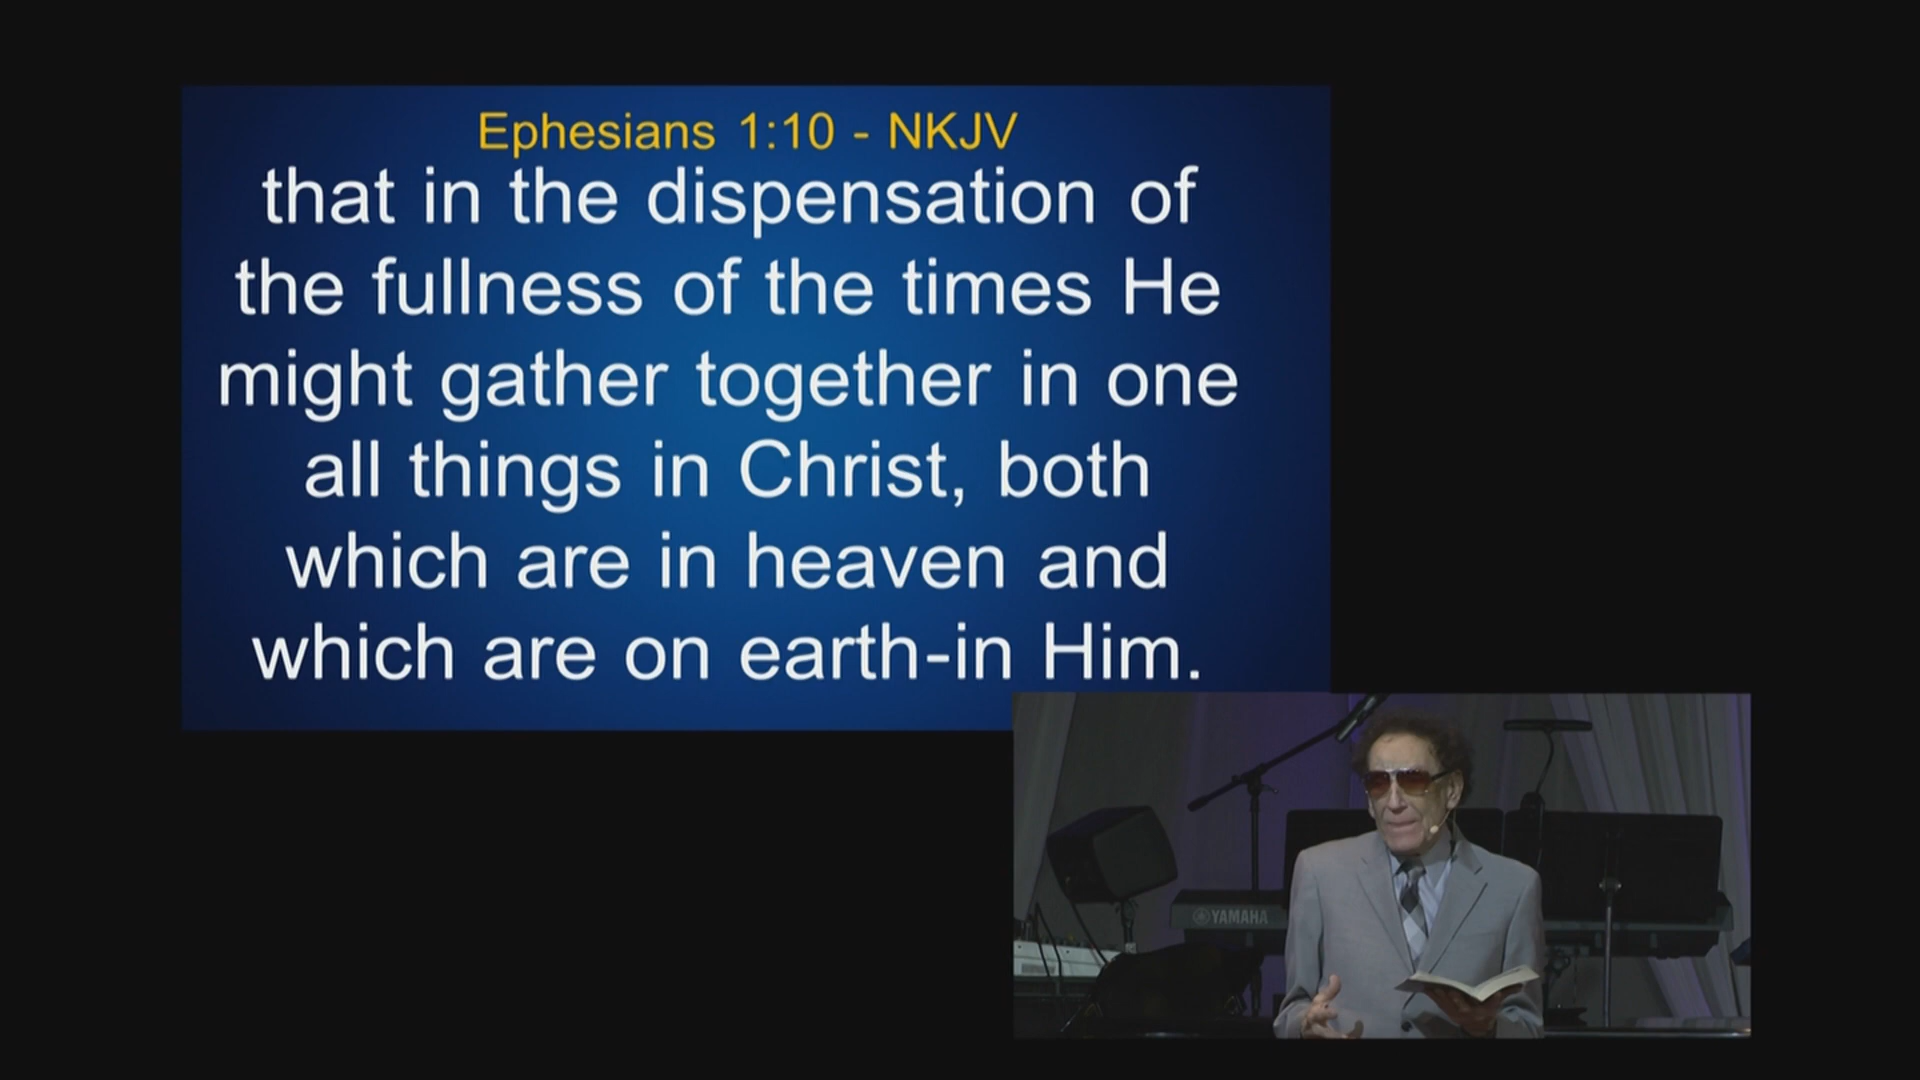 Ephesians 1:10 - NKJV
that in the dispensation of
the fullness of the times He
might gather together in one
all things in Christ, both
which are in heaven and
which are on earth-in Him.
YAMAHA